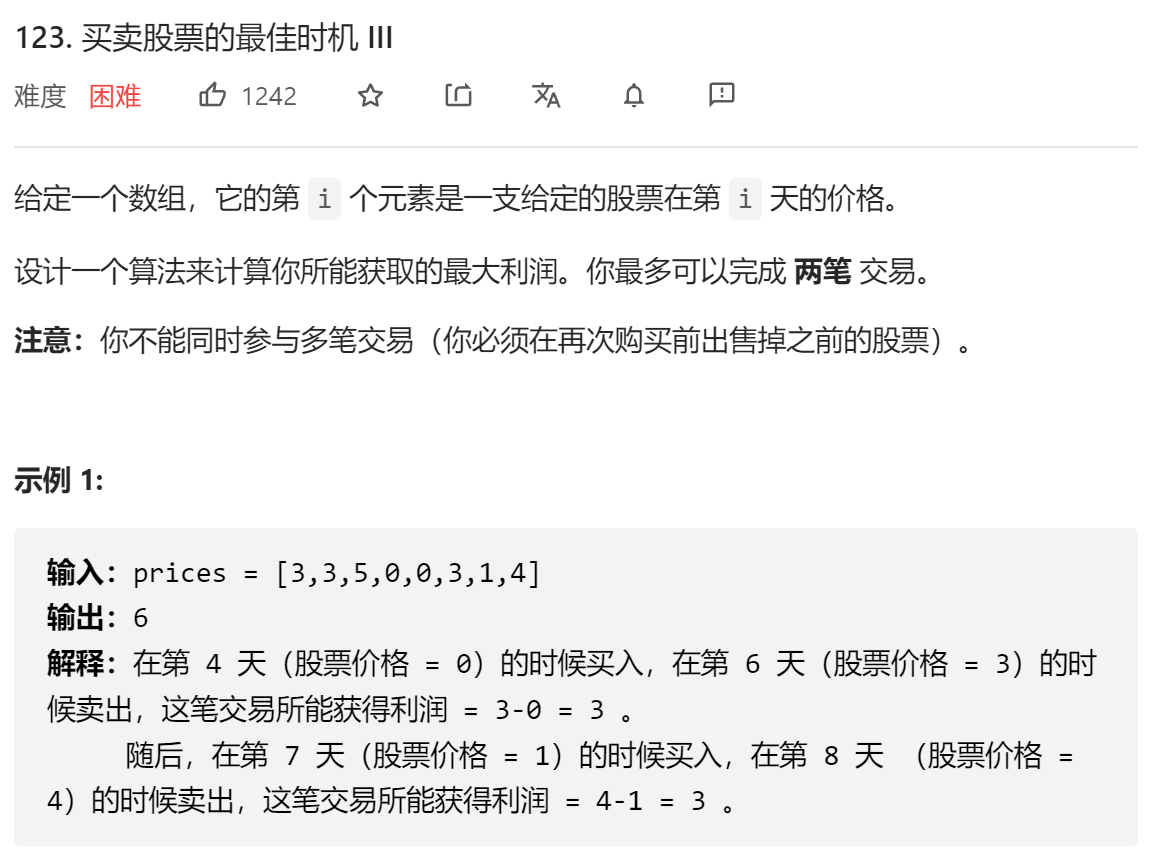 123. 买卖股票的最佳时机 III
难度 困难 1242
给定一个数组，它的第 i 个元素是一支给定的股票在第 i 天的价格。
设计一个算法来计算你所能获取的最大利润。你最多可以完成 两笔 交易。
注意：你不能同时参与多笔交易（你必须在再次购买前出售掉之前的股票）。
示例 1:
输入：prices = [3,3,5,0,0,3,1,4]
输出：6
解释：在第 4 天（股票价格 = 0）的时候买入，在第 6 天（股票价格 = 3）的时
候卖出，这笔交易所能获得利润 = 3-0 = 3 。
随后，在第 7 天（股票价格 = 1）的时候买入，在第 8 天 （股票价格 =
4）的时候卖出，这笔交易所能获得利润 = 4-1 = 3 。